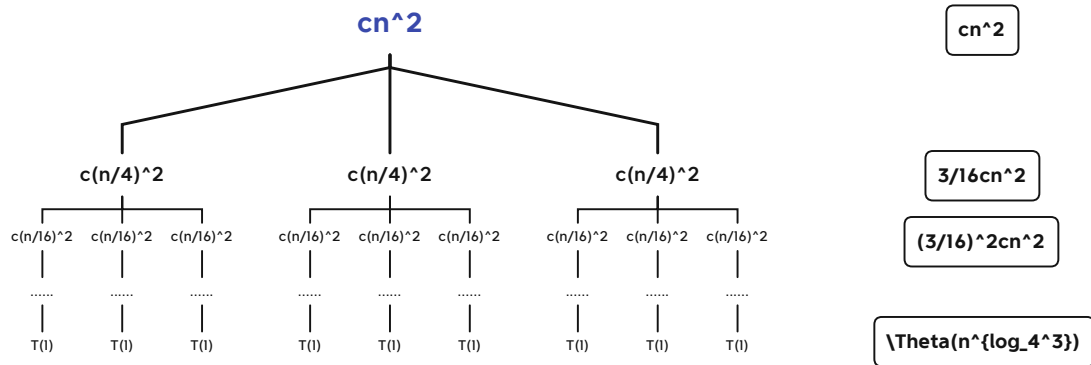 cn^2
cn^2
c(n/4)^2 c(n/4)^2 c(n/4)^2
3/16cn^2
c(n/16)^2 c(n/16)^2 c(n/16)^2 c(n/16)^2 c(n/16)^2 c(n/16)^2 c(n/16)^2 c(n/16)^2 c(n/16)^2
(3/16)^2cn^2
...... ...... ...... ...... ...... ...... ...... ...... ......
T(1) T(1) T(1) T(1) T(1) T(1) T(1) T(1) T(1)
\Theta(n^{log_4^3})